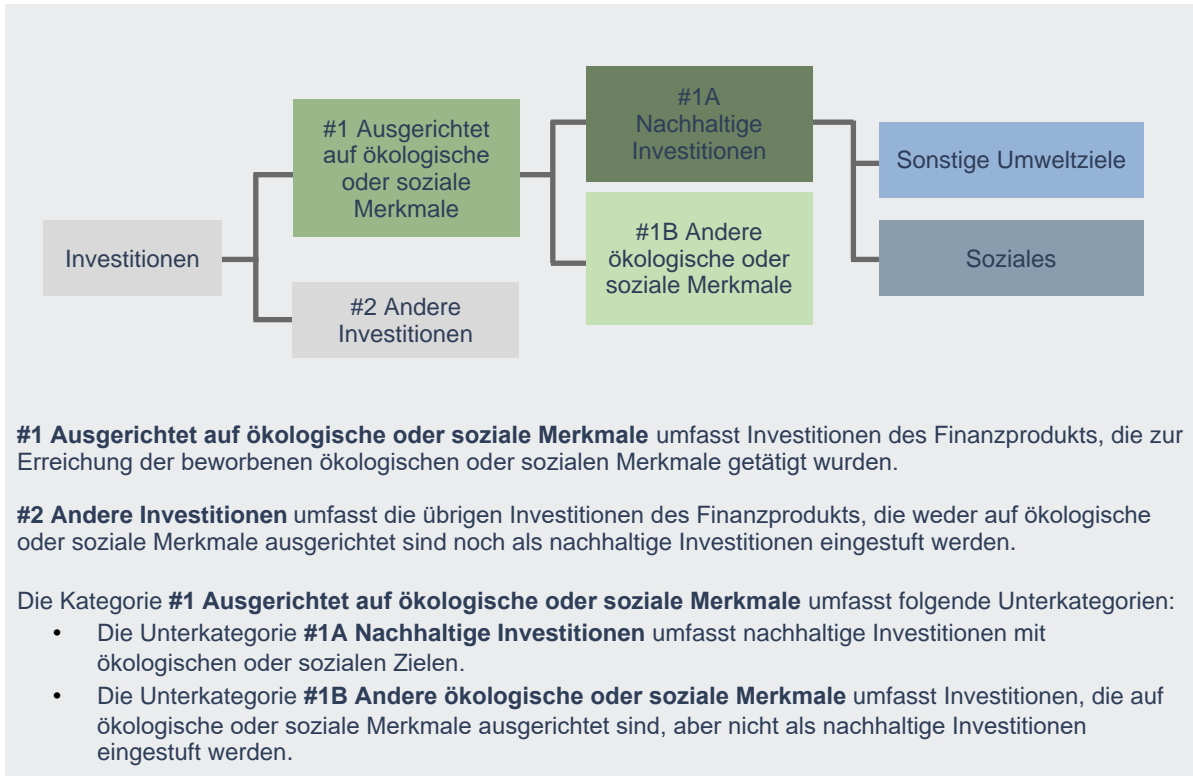 #1 Ausgerichtet
auf ökologische
oder soziale
Merkmale
#1A
Nachhaltige
Investitionen
Sonstige Umweltziele
Investitionen
#1B Andere
ökologische oder
soziale Merkmale
Soziales
#2 Andere
Investitionen
#1 Ausgerichtet auf ökologische oder soziale Merkmale umfasst Investitionen des Finanzprodukts, die zur
Erreichung der beworbenen ökologischen oder sozialen Merkmale getätigt wurden.
#2 Andere Investitionen umfasst die übrigen Investitionen des Finanzprodukts, die weder auf ökologische
oder soziale Merkmale ausgerichtet sind noch als nachhaltige Investitionen eingestuft werden.
Die Kategorie #1 Ausgerichtet auf ökologische oder soziale Merkmale umfasst folgende Unterkategorien:
• Die Unterkategorie #1A Nachhaltige Investitionen umfasst nachhaltige Investitionen mit
ökologischen oder sozialen Zielen.
• Die Unterkategorie #1B Andere ökologische oder soziale Merkmale umfasst Investitionen, die auf
ökologische oder soziale Merkmale ausgerichtet sind, aber nicht als nachhaltige Investitionen
eingestuft werden.